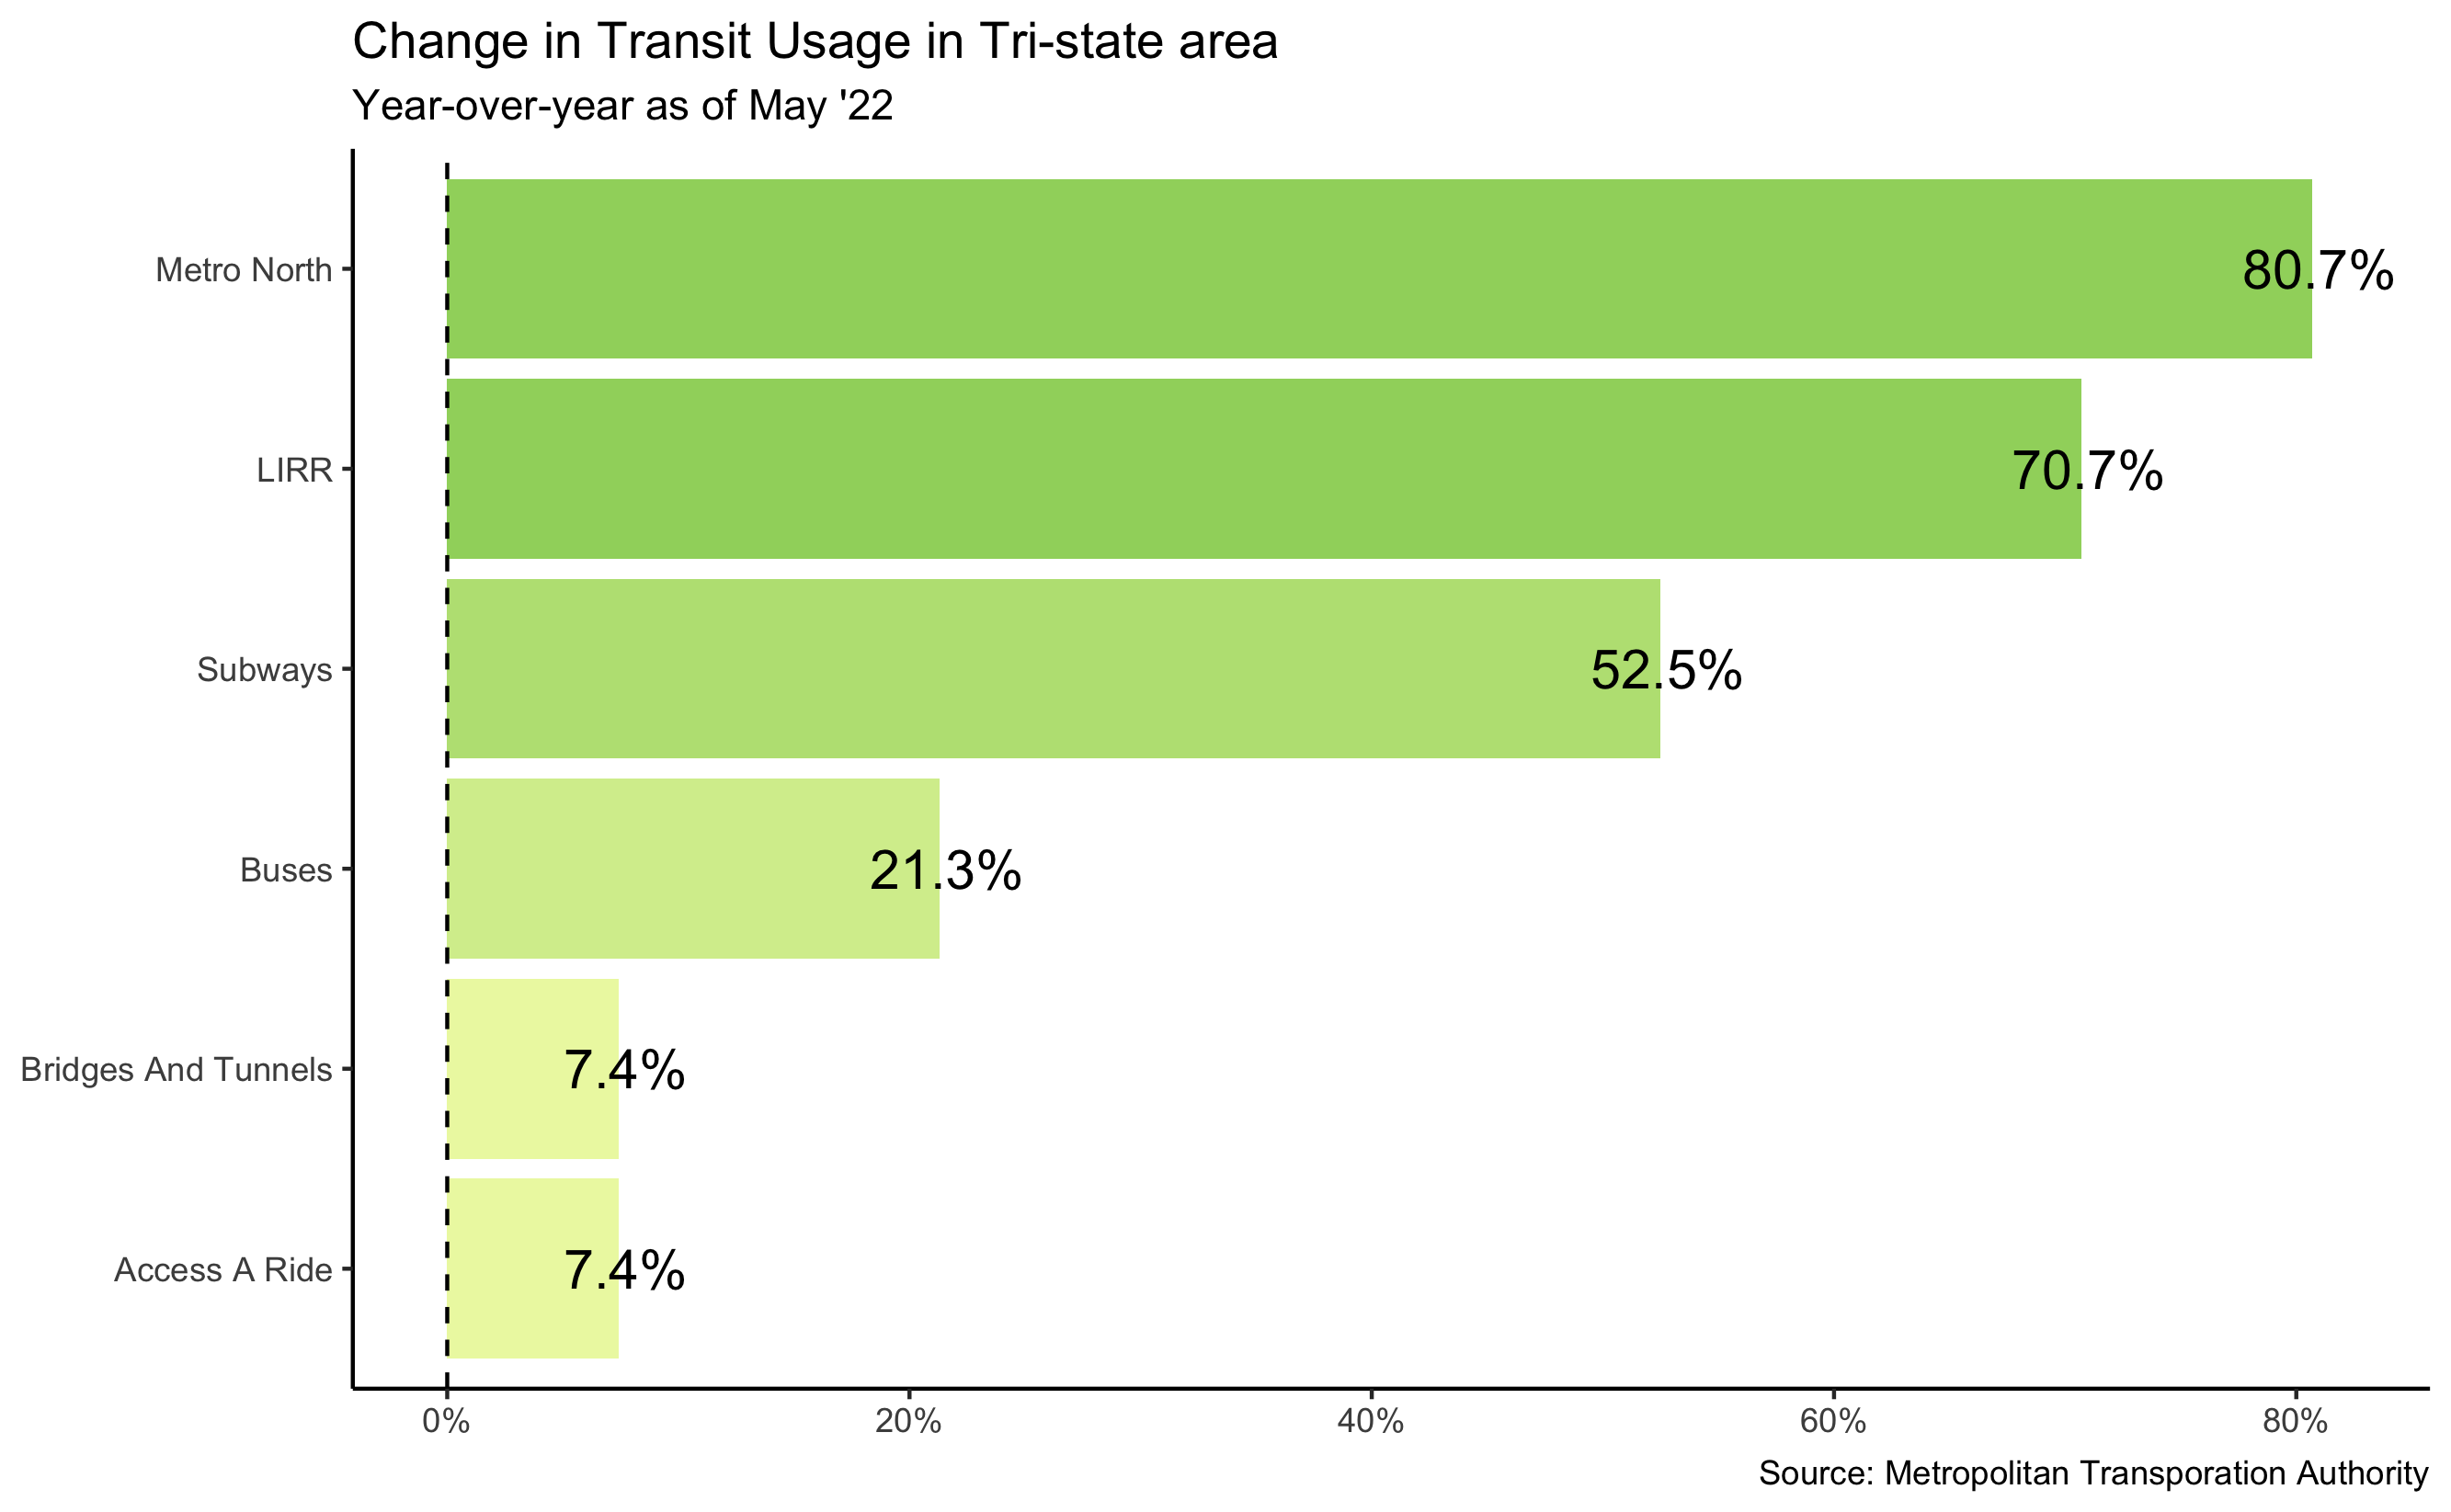 Change in Transit Usage in Tri-state area
Year-over-year as of May '22
Metro North
80.7%
LIRR
70.7%
Subways
52.5%
Buses
21.3%
Bridges And Tunnels
7.4%
Access A Ride
7.4%
0% 20% 40% 60% 80%
Source: Metropolitan Transporation Authority